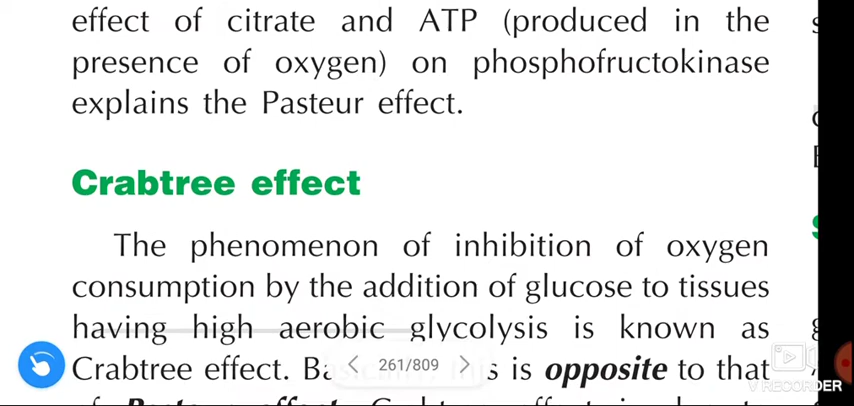 effect of citrate and ATP (produced in the
presence of oxygen) on phosphofructokinase
explains the Pasteur effect.
Crabtree effect
The phenomenon of inhibition of oxygen
consumption by the addition of glucose to tissues
having high aerobic glycolysis is known as
Crabtree effect. is opposite to that
261/809
V RECORDER